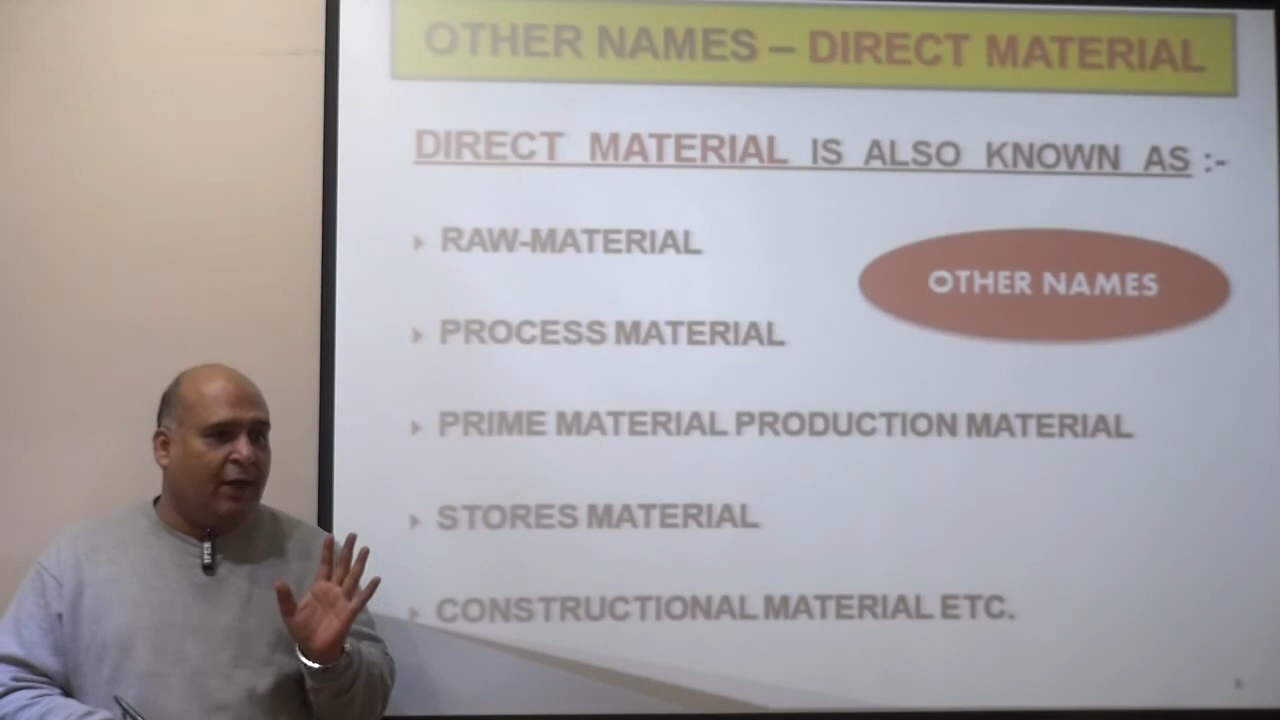 OTHER NAMES – DIRECT MATERIAL
DIRECT MATERIAL IS ALSO KNOWN AS :-
RAW-MATERIAL
OTHER NAMES
PROCESS MATERIAL
PRIME MATERIAL PRODUCTION MATERIAL
STORES MATERIAL
CONSTRUCTIONAL MATERIAL ETC.